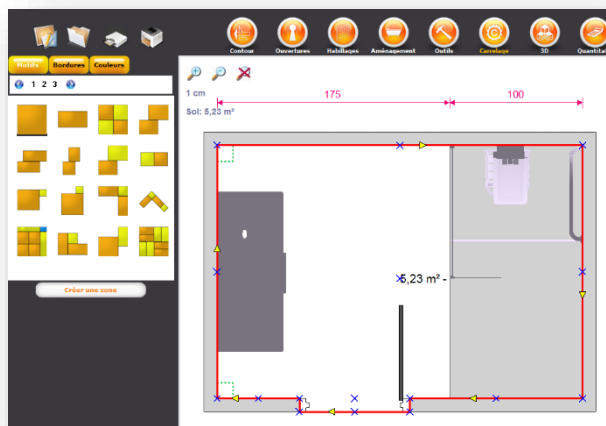 Contour Ouvertures Habillages Aménagement Outils Carrelage 3D Quantita
Motifs Bordures Couleurs
1 2 3
1 cm
Sol: 5,23 m²
175 100
5,23 m² -
Créer une zone